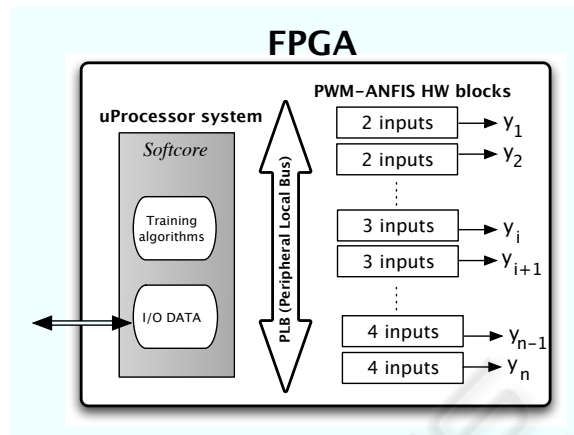 FPGA
uProcessor system
Softcore
Training
algorithms
I/O DATA
PLB (Peripheral Local Bus)
PWM-ANFIS HW blocks
2 inputs y1
2 inputs y2
3 inputs yi
3 inputs yi+1
4 inputs yn-1
4 inputs yn